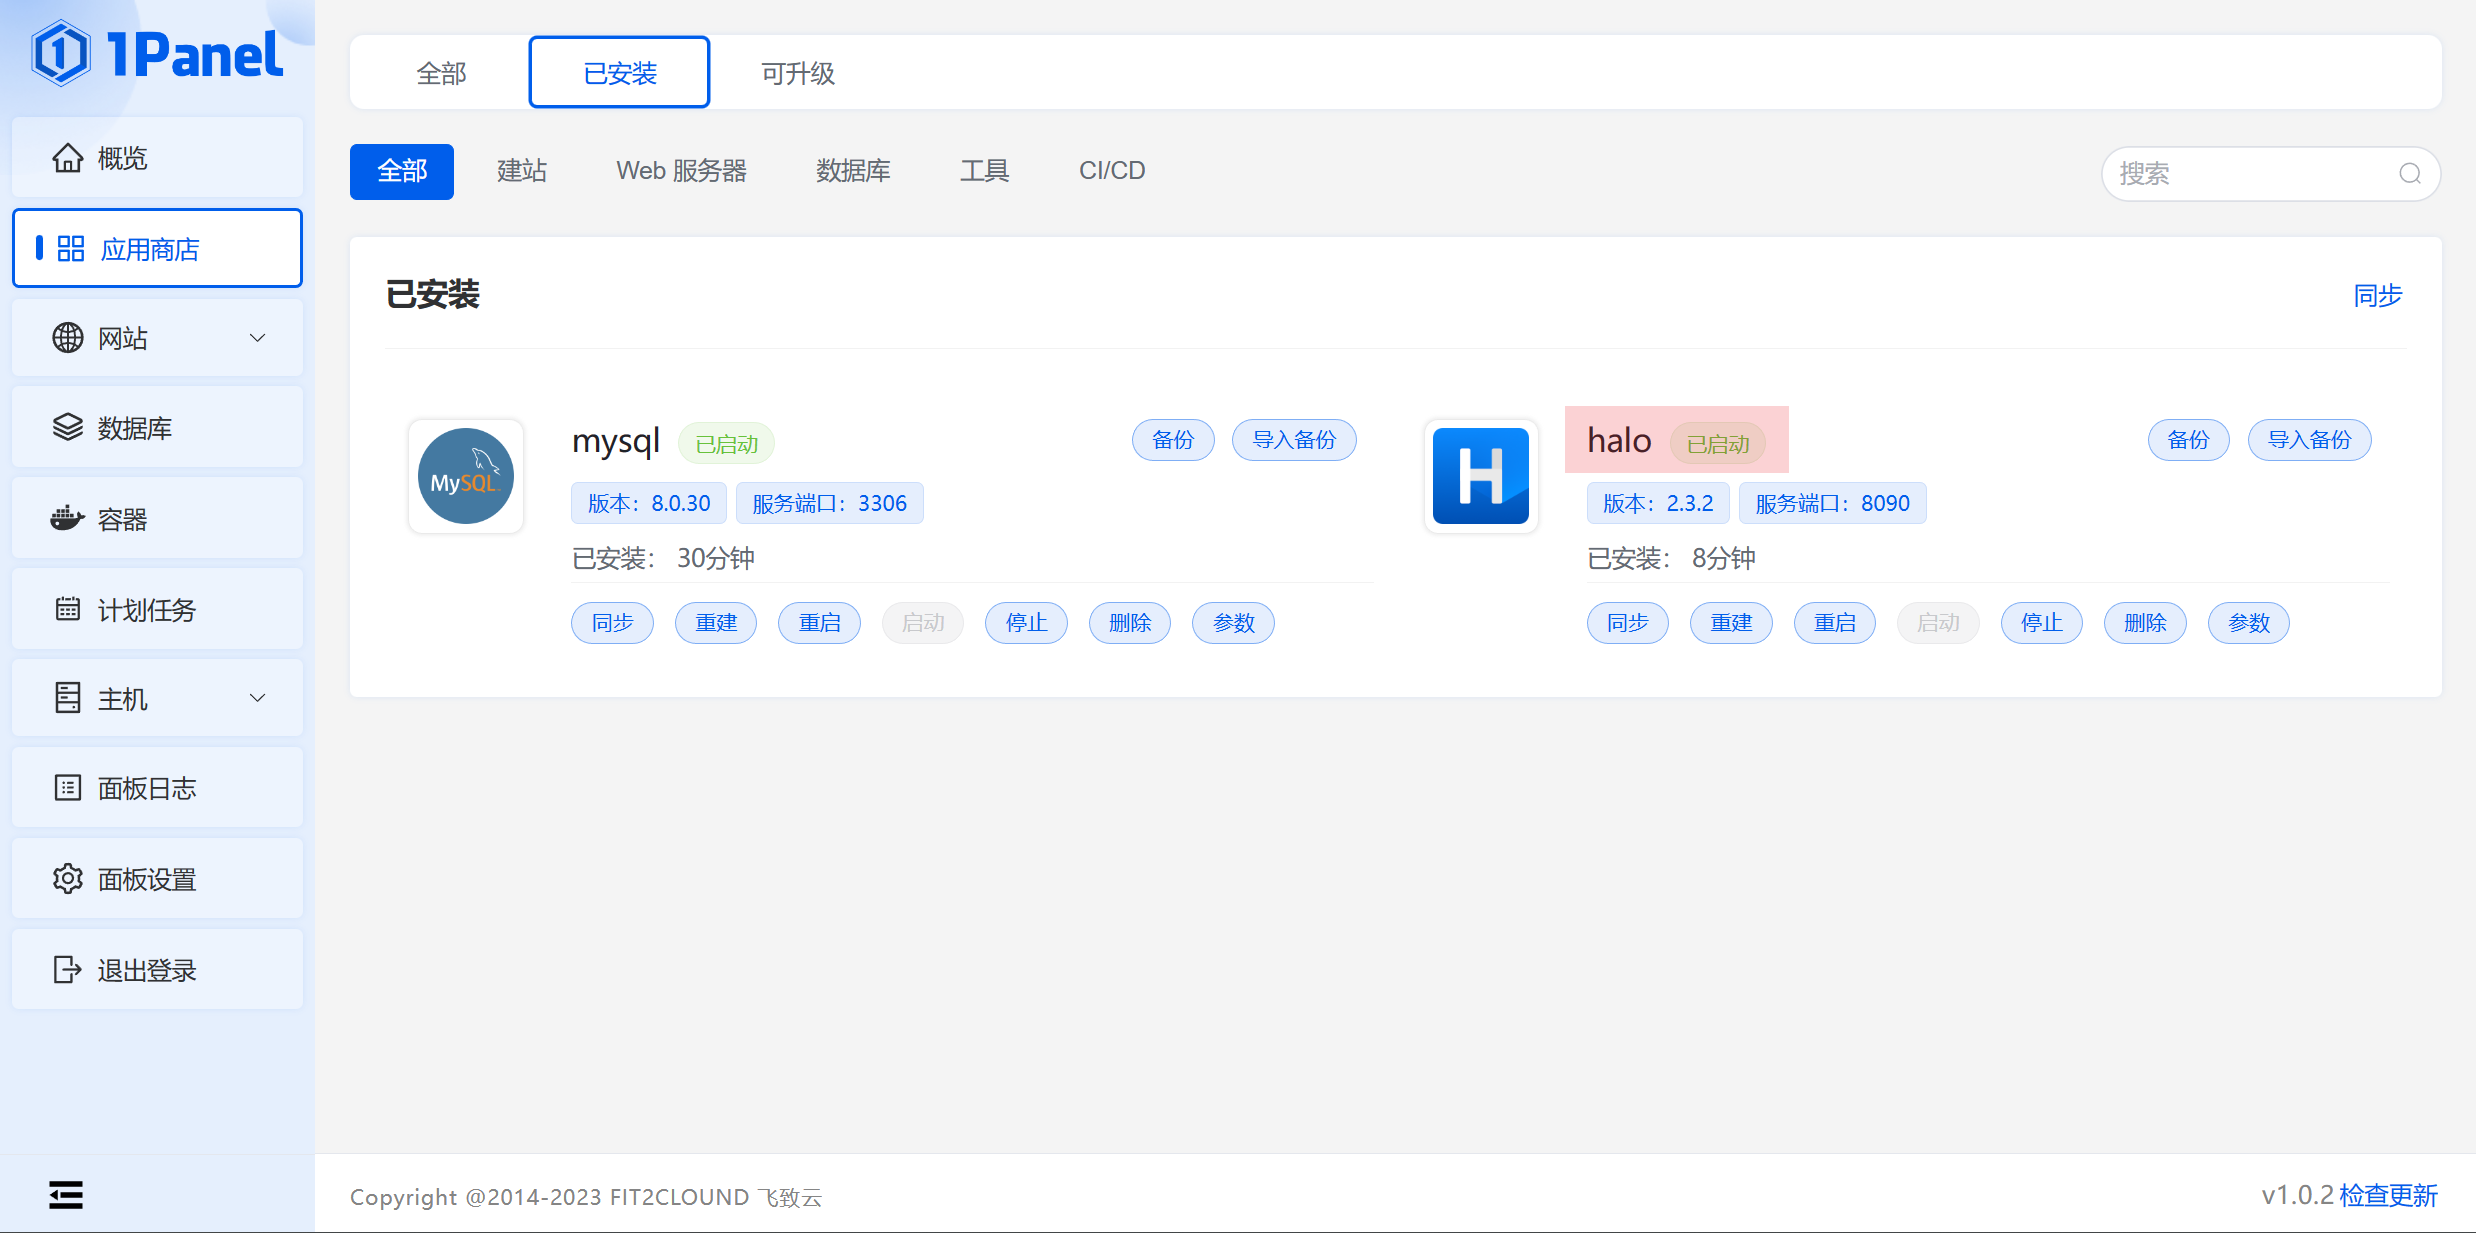 1Panel
概览
应用商店
网站
数据库
容器
计划任务
主机
面板日志
面板设置
退出登录
全部 已安装 可升级
全部 建站 Web 服务器 数据库 工具 CI/CD 搜索
已安装 同步
MySQL
mysql 已启动 备份 导入备份
版本：8.0.30 服务端口：3306
已安装： 30分钟
同步 重建 重启 启动 停止 删除 参数
H
halo 已启动 备份 导入备份
版本：2.3.2 服务端口：8090
已安装： 8分钟
同步 重建 重启 启动 停止 删除 参数
Copyright @2014-2023 FIT2CLOUND 飞致云 v1.0.2 检查更新